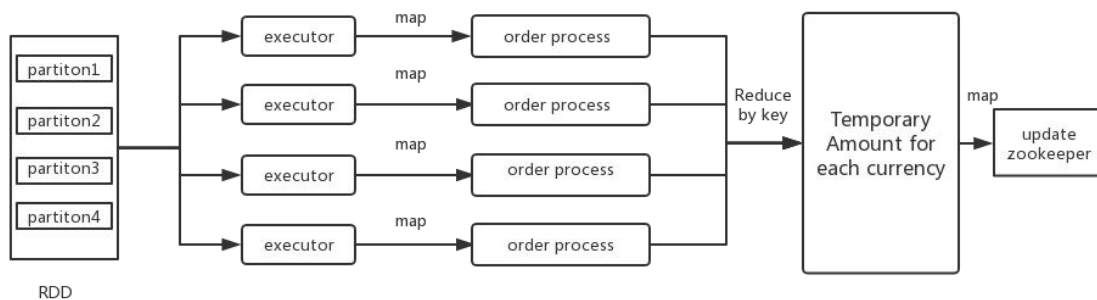 partiton1
partiton2
partiton3
partiton4
RDD
executor
map
order process
executor
map
order process
executor
map
order process
executor
map
order process
Reduce
by key
Temporary
Amount for
each currency
map
update
zookeeper